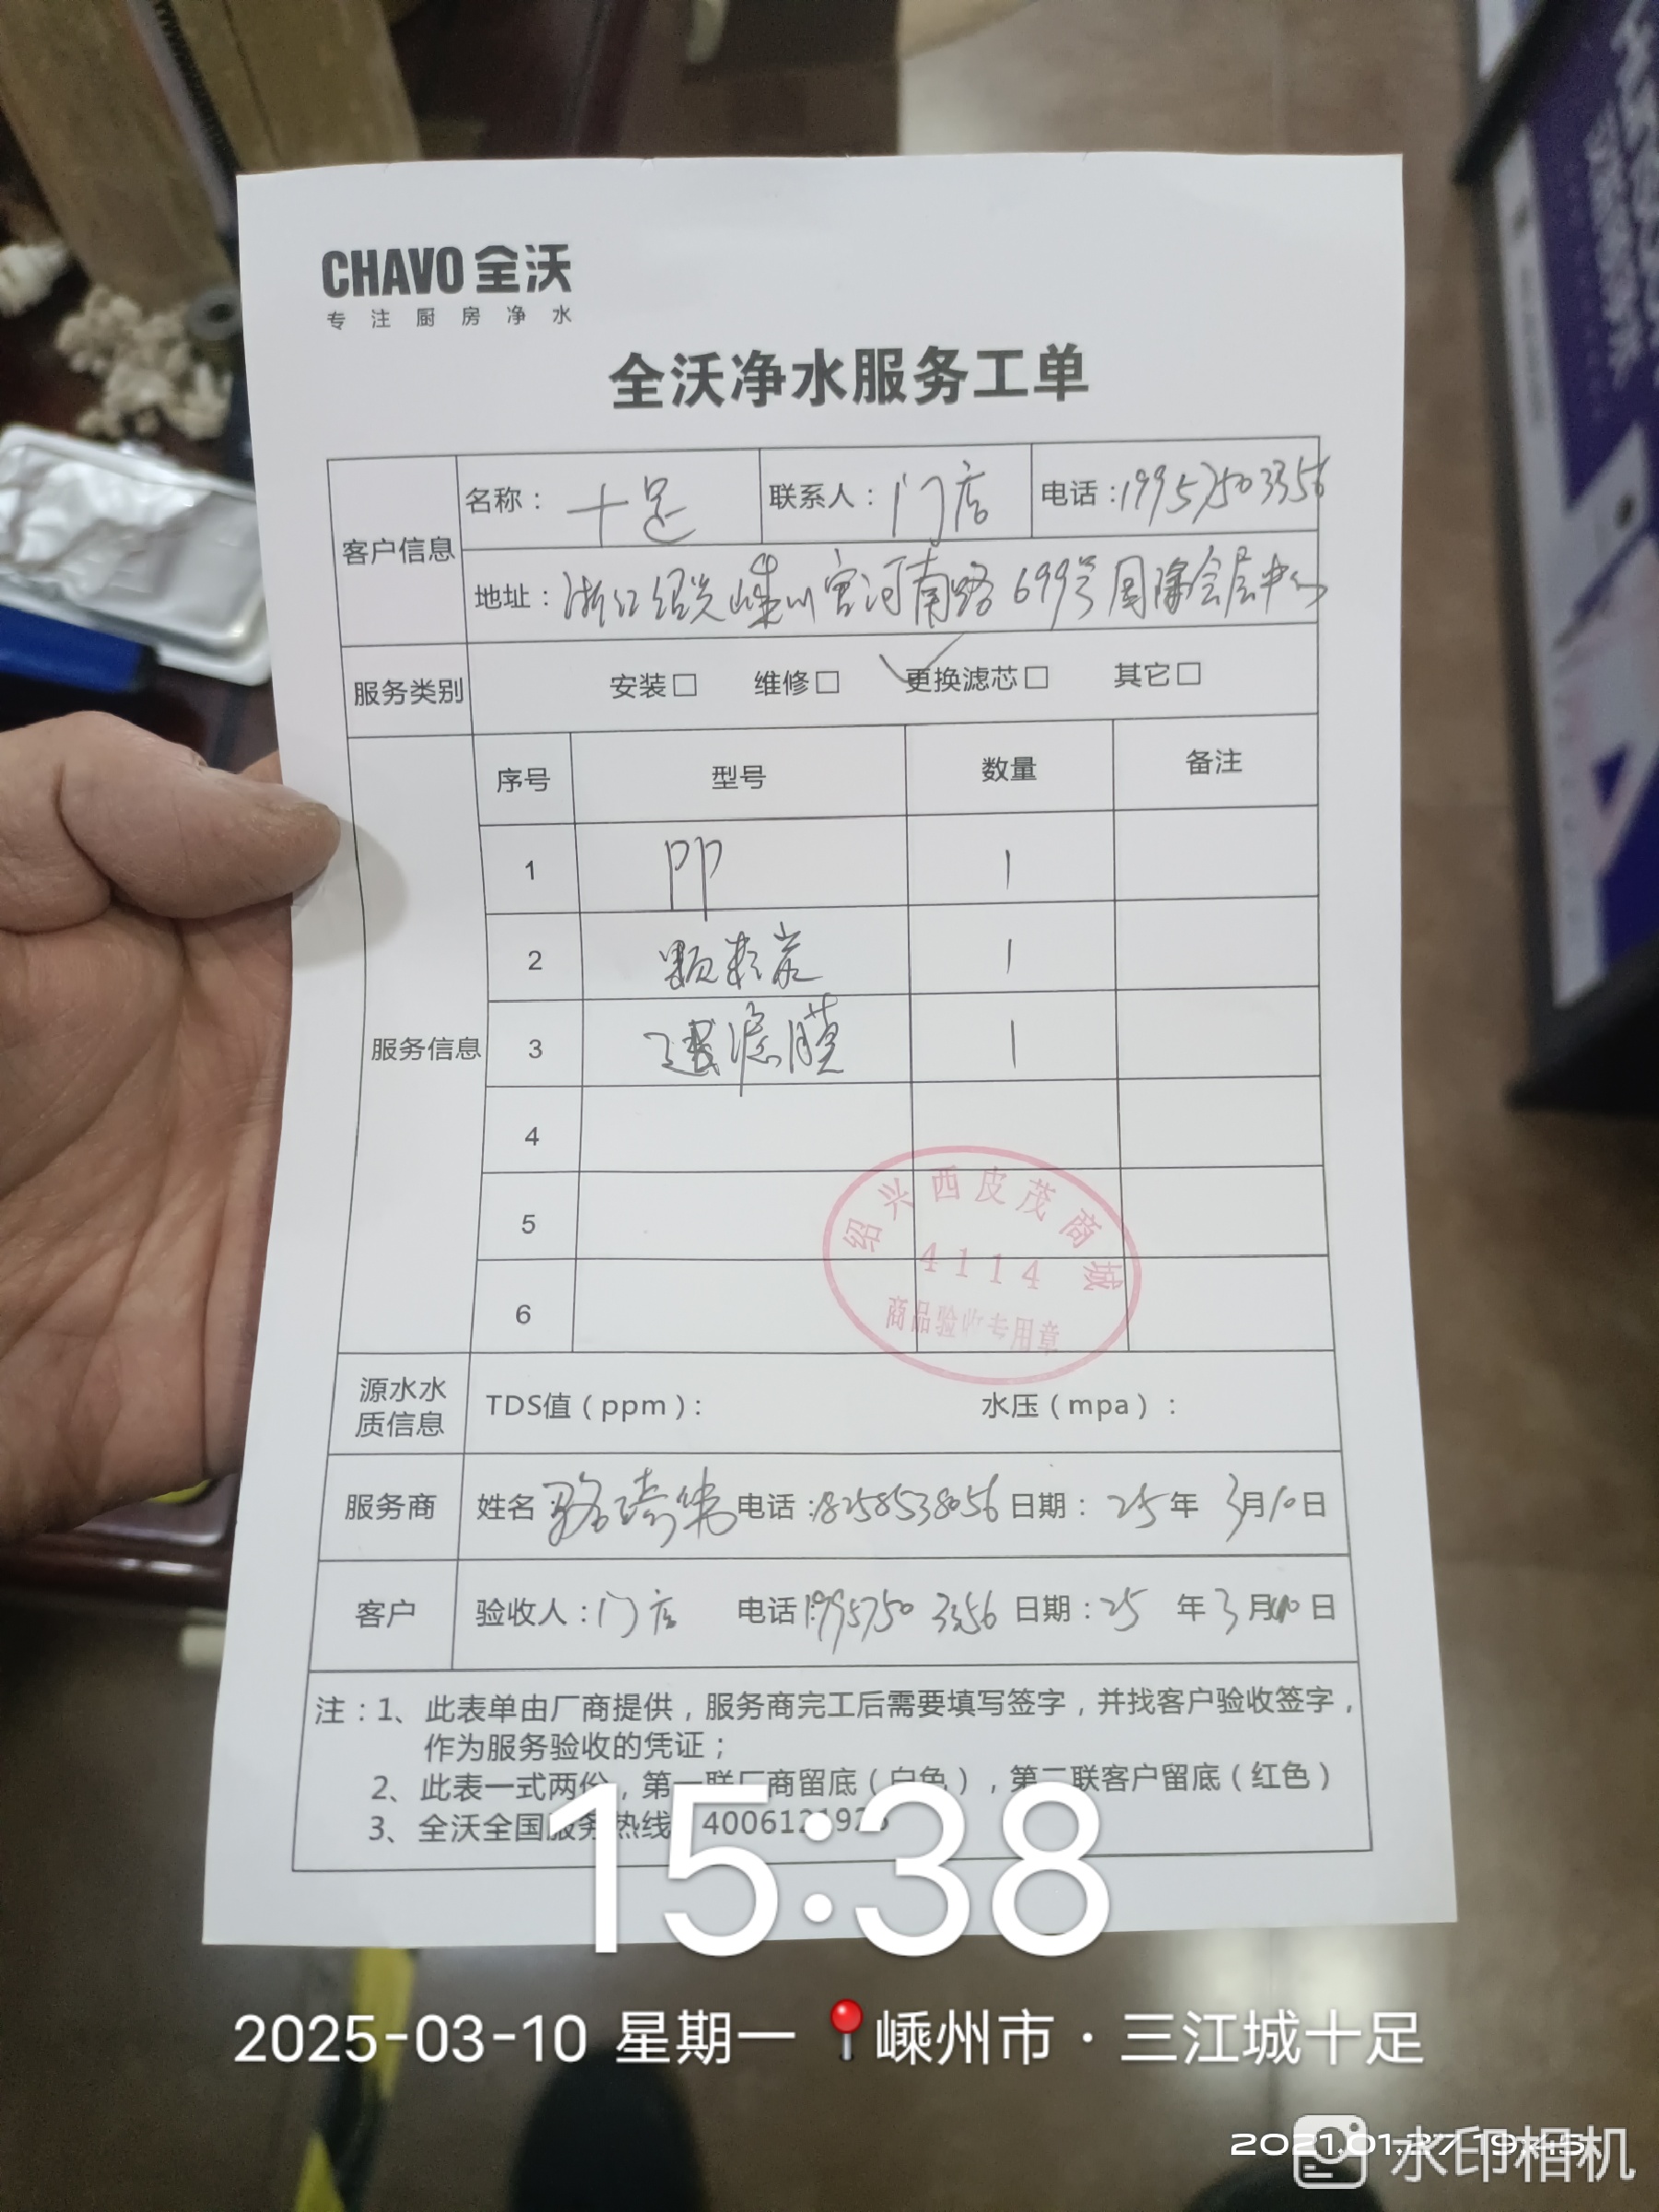 CHAVO 全沃
专注厨房净水
全沃净水服务工单
客户信息 名称：十足 联系人：门店 电话：19957503356
地址：浙江绍兴嵊州官河南路699号国际会展中心
服务类别 安装□ 维修□ ✓更换滤芯□ 其它□
服务信息 序号 型号 数量 备注
1 PP 1
2 颗粒炭 1
3 过滤膜 1
4
5
6
绍兴西皮茂商城
4114
商品验收专用章
源水水质信息 TDS值（ppm）： 水压（mpa）：
服务商 姓名：骆琦伟 电话：18258538056 日期：25年3月10日
客户 验收人：门店 电话：19957503356 日期：25年3月10日
注：1、此表单由厂商提供，服务商完工后需要填写签字，并找客户验收签字，
作为服务验收的凭证；
2、此表一式两份，第一联厂商留底（白色），第二联客户留底（红色）
3、全沃全国服务热线 400612192
15:38
2025-03-10 星期一 嵊州市·三江城十足
2021.01.27 19:45
水印相机